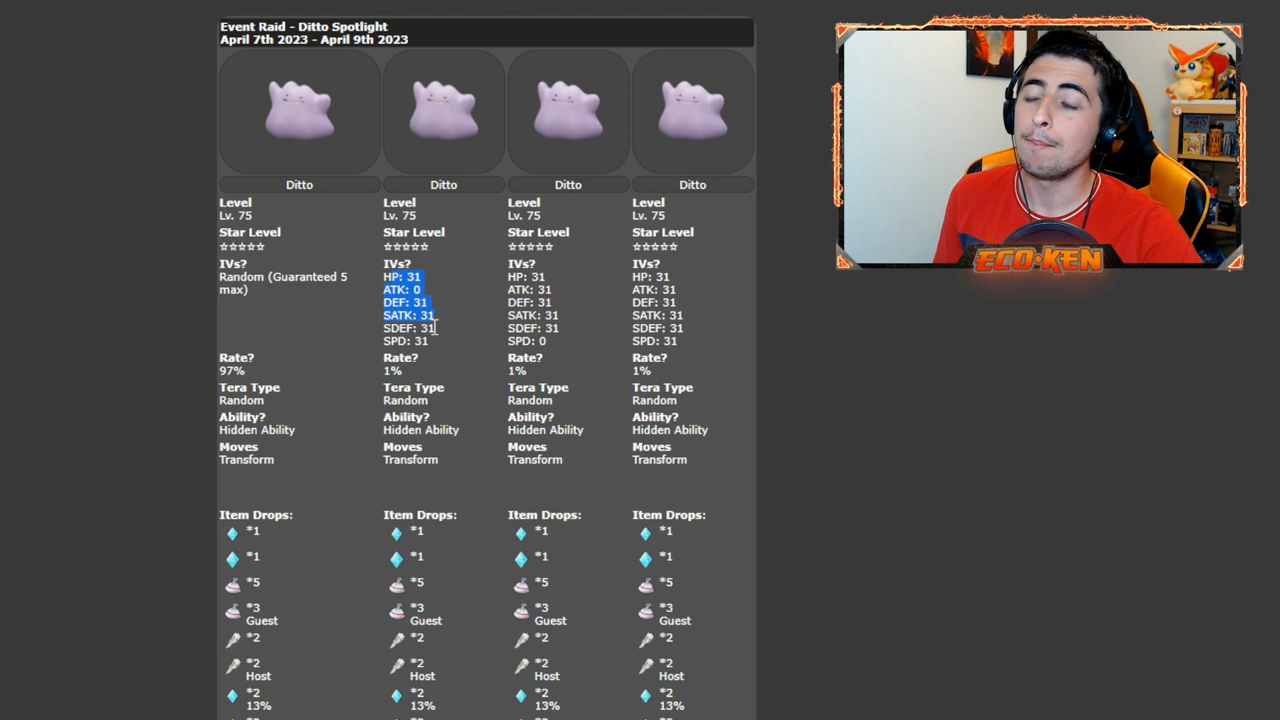 Event Raid - Ditto Spotlight
April 7th 2023 - April 9th 2023
Ditto Ditto Ditto Ditto
Level Level Level Level
Lv. 75 Lv. 75 Lv. 75 Lv. 75
Star Level Star Level Star Level Star Level
☆☆☆☆☆ ☆☆☆☆☆ ☆☆☆☆☆ ☆☆☆☆☆
IVs? IVs? IVs? IVs?
Random (Guaranteed 5 HP: 31 HP: 31 HP: 31
max) ATK: 0 ATK: 31 ATK: 31
DEF: 31 DEF: 31 DEF: 31
SATK: 31 SATK: 31 SATK: 31
SDEF: 31 SDEF: 31 SDEF: 31
SPD: 31 SPD: 0 SPD: 31
Rate? Rate? Rate? Rate?
97% 1% 1% 1%
Tera Type Tera Type Tera Type Tera Type
Random Random Random Random
Ability? Ability? Ability? Ability?
Hidden Ability Hidden Ability Hidden Ability Hidden Ability
Moves Moves Moves Moves
Transform Transform Transform Transform
Item Drops: Item Drops: Item Drops: Item Drops:
*1 *1 *1 *1
*1 *1 *1 *1
*5 *5 *5 *5
*3 *3 *3 *3
Guest Guest Guest Guest
*2 *2 *2 *2
*2 *2 *2 *2
Host Host Host Host
*2 *2 *2 *2
13% 13% 13% 13%
ECO·KEN